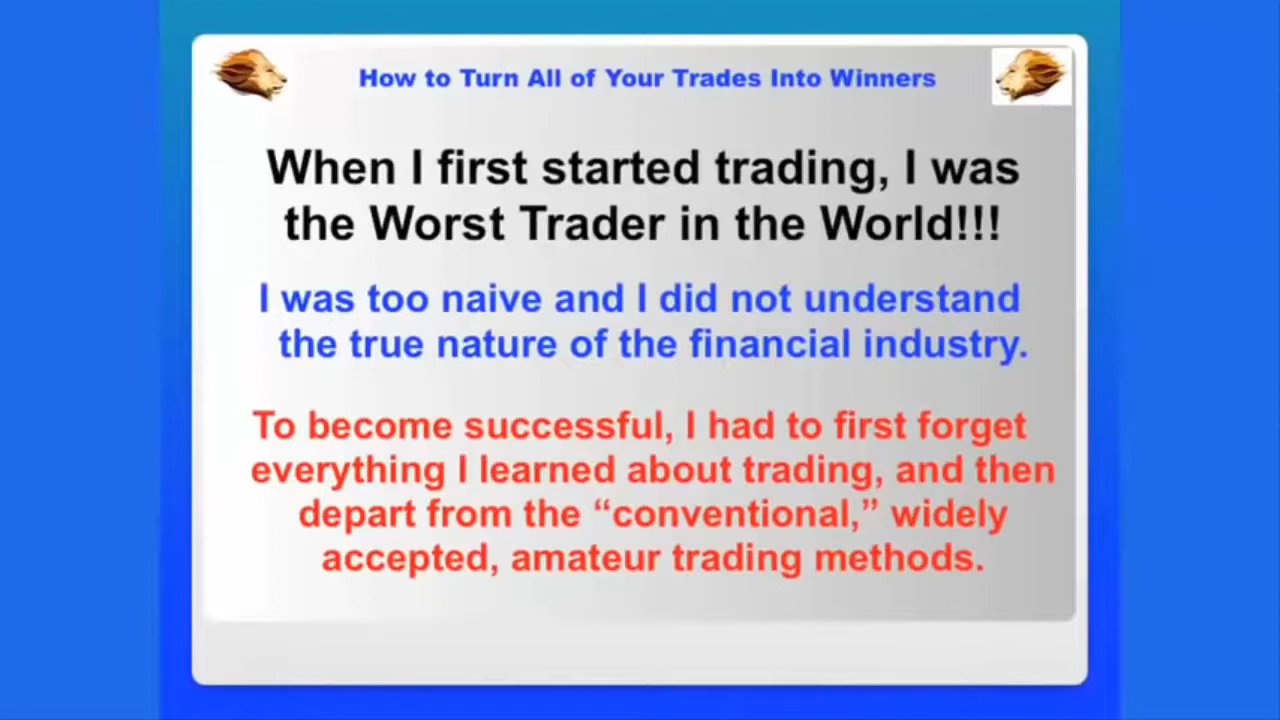 How to Turn All of Your Trades Into Winners
When I first started trading, I was
the Worst Trader in the World!!!
I was too naive and I did not understand
the true nature of the financial industry.
To become successful, I had to first forget
everything I learned about trading, and then
depart from the “conventional,” widely
accepted, amateur trading methods.